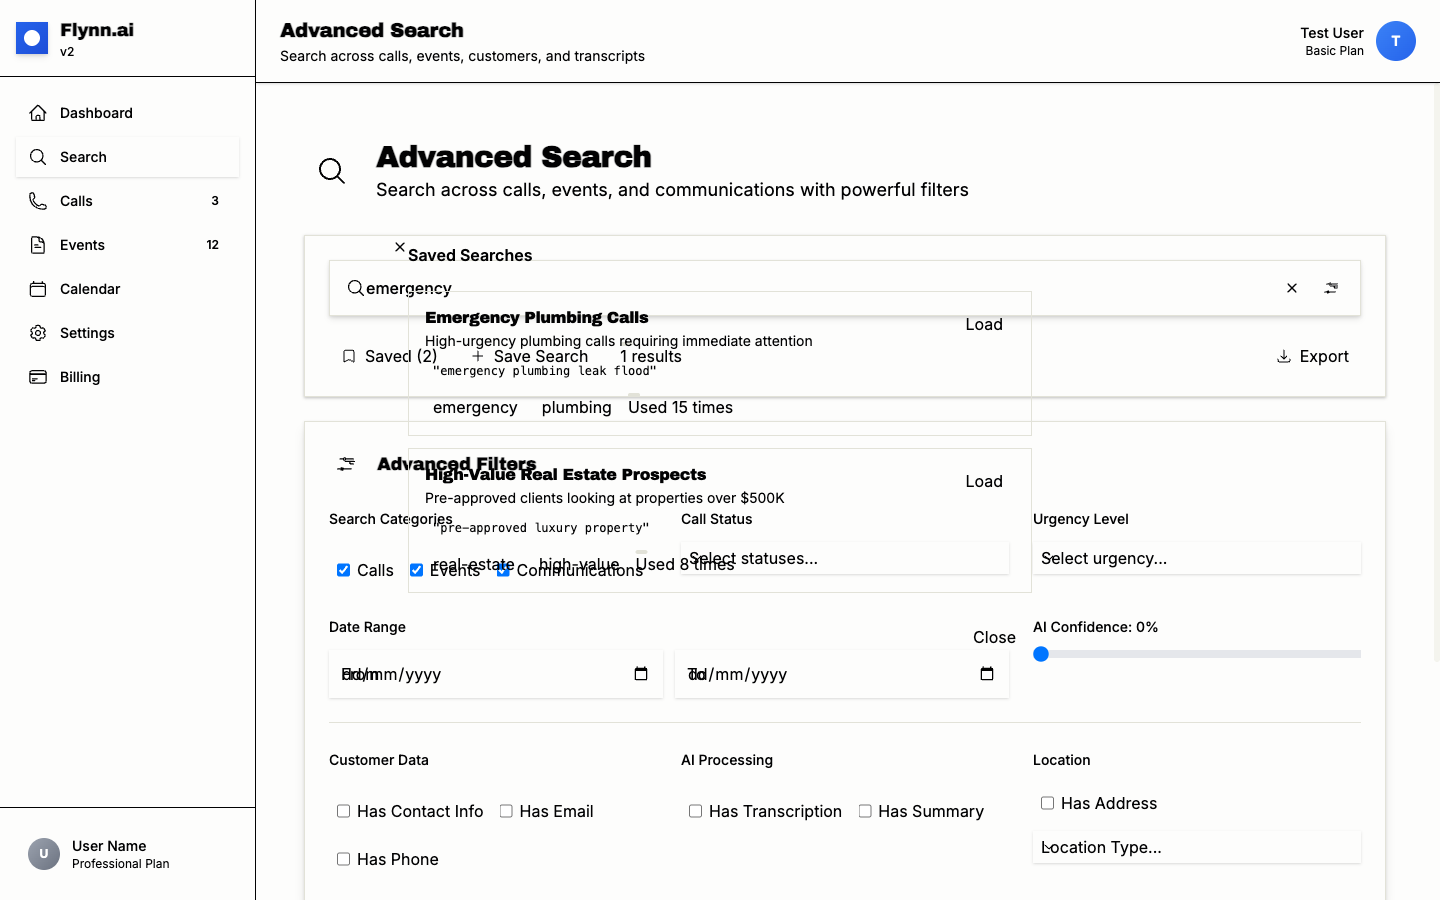 Flynn.ai
v2
Dashboard
Search
Calls 3
Events 12
Calendar
Settings
Billing
U
User Name
Professional Plan
Advanced Search
Search across calls, events, customers, and transcripts
Test User
Basic Plan
T
Advanced Search
Search across calls, events, and communications with powerful filters
Saved Searches
emergency
Emergency Plumbing Calls
Load
High-urgency plumbing calls requiring immediate attention
"emergency plumbing leak flood"
emergency plumbing Used 15 times
Saved (2) Save Search 1 results Export
High-Value Real Estate Prospects
Load
Pre-approved clients looking at properties over $500K
"pre-approved luxury property"
real-estate high-value Used 8 times
Close
Advanced Filters
Search Categories
Calls Events Communications
Call Status
Select statuses...
Urgency Level
Select urgency...
Date Range
From dd/mm/yyyy
To dd/mm/yyyy
AI Confidence: 0%
Customer Data
Has Contact Info Has Email
Has Phone
AI Processing
Has Transcription Has Summary
Location
Has Address
Location Type...